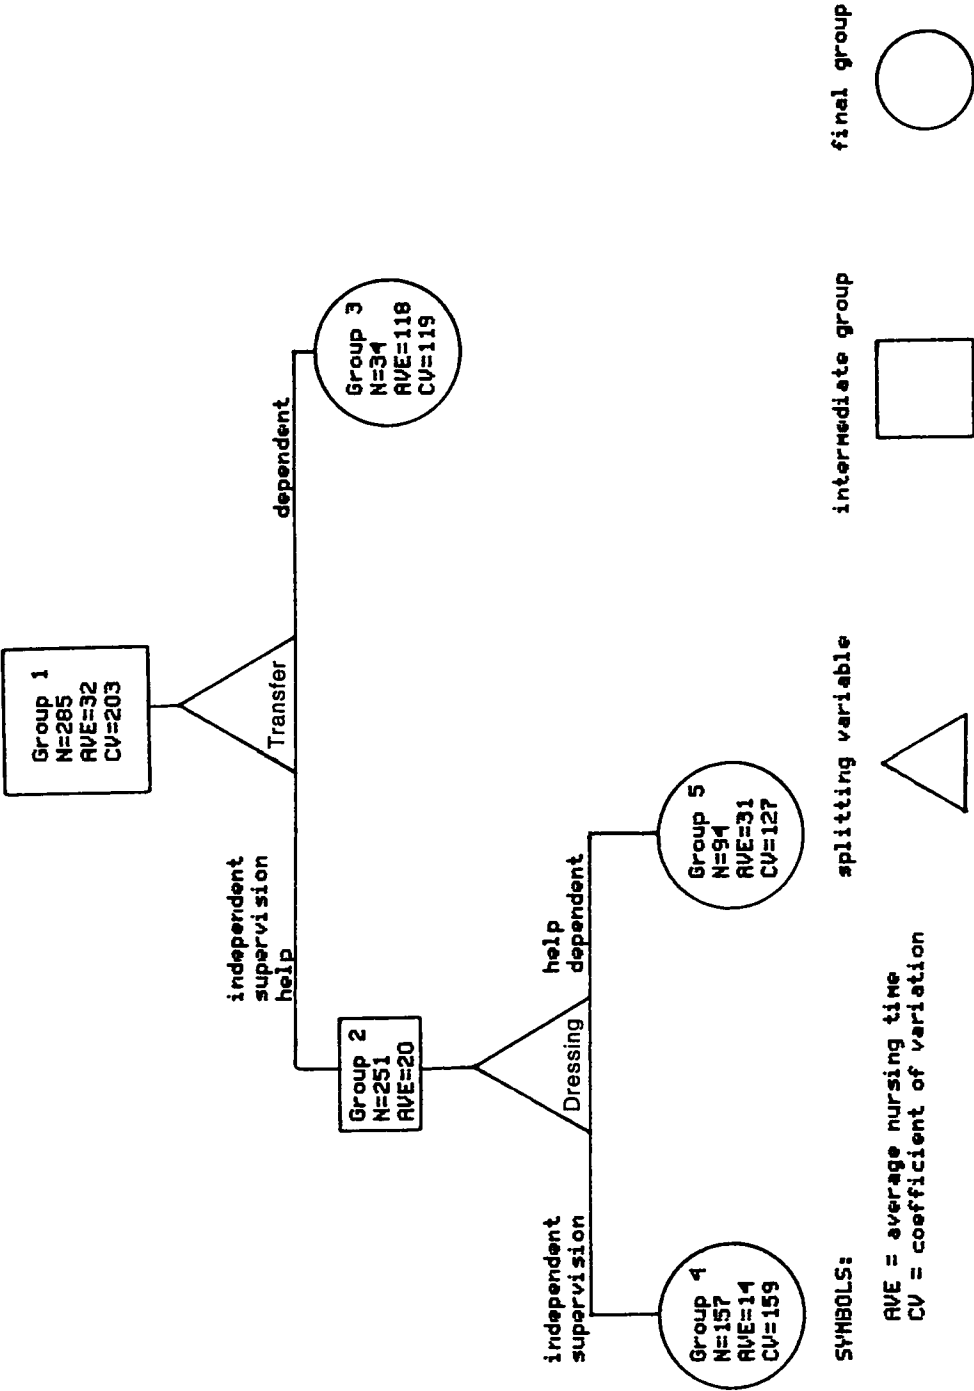 Group 1
N=285
AVE=32
CV=203
Transfer
independent
supervision
help
dependent
Group 2
N=251
AVE=20
Group 3
N=34
AVE=118
CV=119
Dressing
independent
supervision
help
dependent
Group 4
N=157
AVE=14
CV=159
Group 5
N=94
AVE=31
CV=127
SYMBOLS:
splitting variable
intermediate group
final group
AVE = average nursing time
CV = coefficient of variation